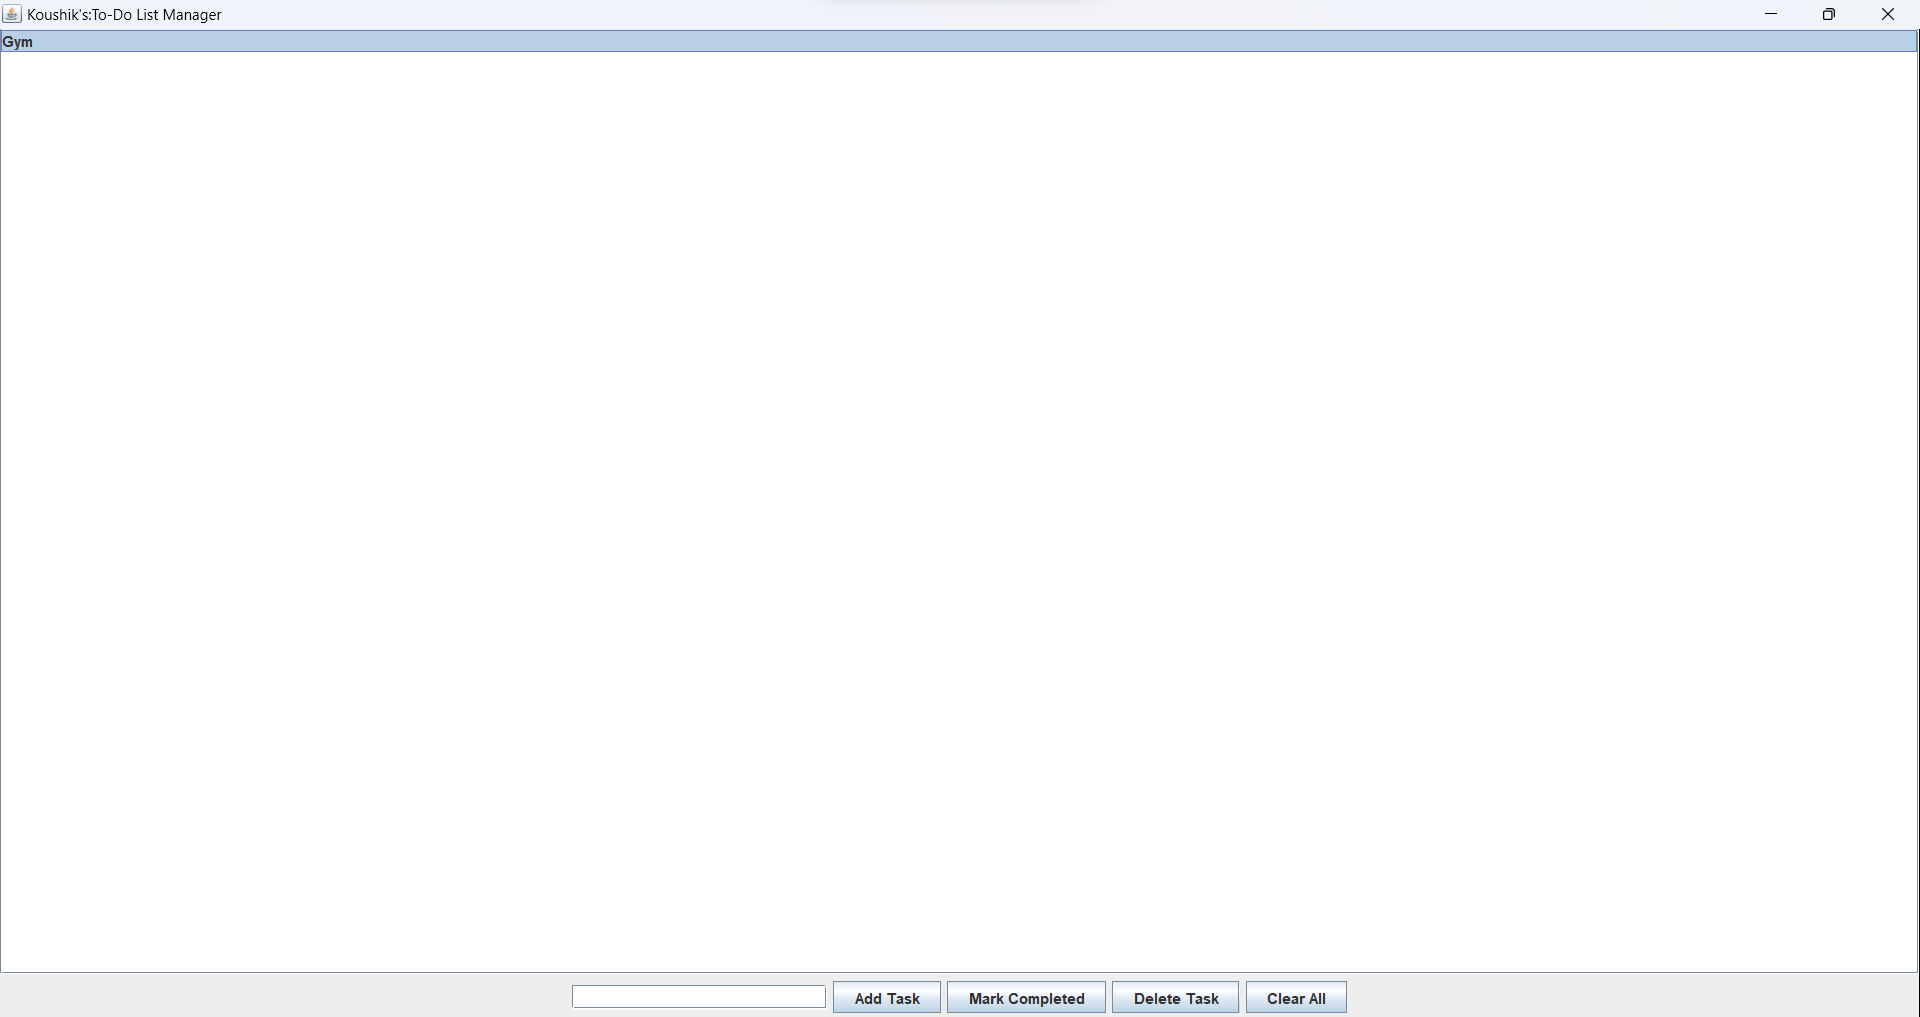 Koushik's:To-Do List Manager
Gym
Add Task
Mark Completed
Delete Task
Clear All